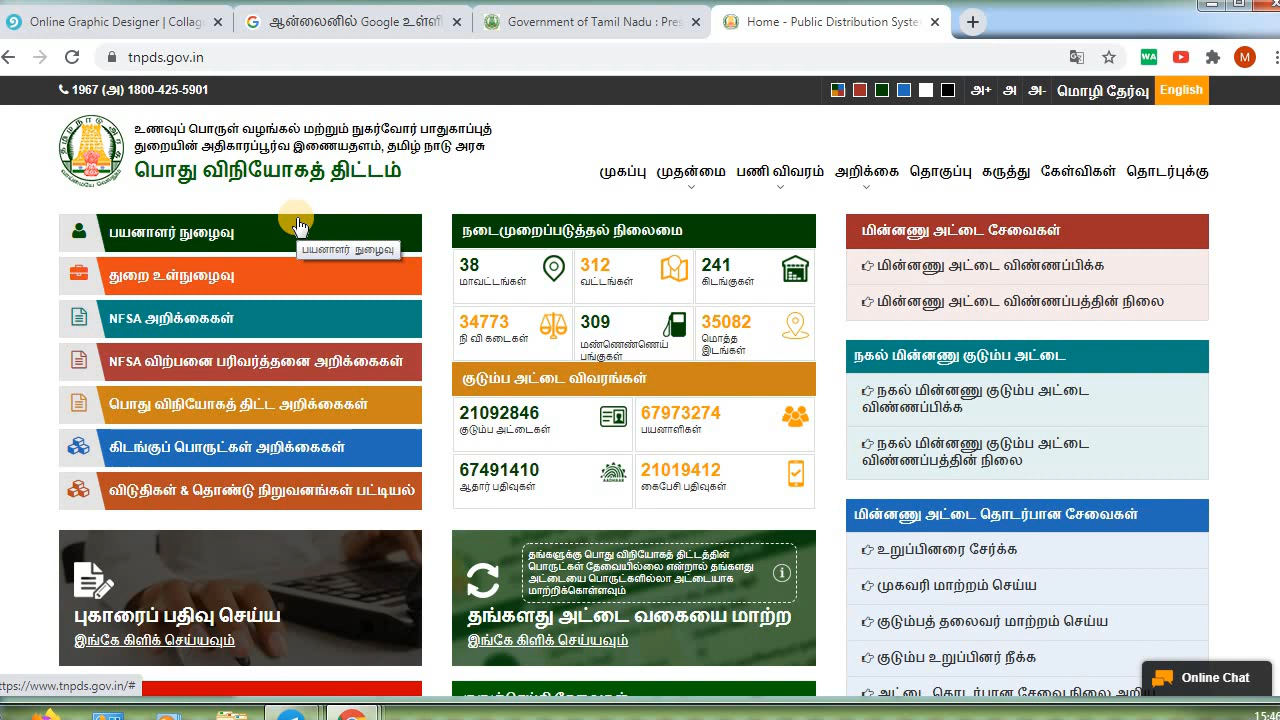 Online Graphic Designer | Collag
ஆன்லைனில் Google உள்ளி
Government of Tamil Nadu : Pres
Home - Public Distribution Syste
tnpds.gov.in
WA
M
1967 (அ) 1800-425-5901
அ+ அ அ- மொழி தேர்வு English
உணவுப் பொருள் வழங்கல் மற்றும் நுகர்வோர் பாதுகாப்புத்
துறையின் அதிகாரப்பூர்வ இணையதளம், தமிழ் நாடு அரசு
பொது விநியோகத் திட்டம்
முகப்பு முதன்மை பணி விவரம் அறிக்கை தொகுப்பு கருத்து கேள்விகள் தொடர்புக்கு
பயனாளர் நுழைவு
பயனாளர் நுழைவு
துறை உள்நுழைவு
NFSA அறிக்கைகள்
NFSA விற்பனை பரிவர்த்தனை அறிக்கைகள்
பொது விநியோகத் திட்ட அறிக்கைகள்
கிடங்குப் பொருட்கள் அறிக்கைகள்
விடுதிகள் & தொண்டு நிறுவனங்கள் பட்டியல்
நடைமுறைப்படுத்தல் நிலைமை
38 312 241
மாவட்டங்கள் வட்டங்கள் கிடங்குகள்
34773 309 35082
நி வி கடைகள் மண்ணெண்ணெய் மொத்த
பங்குகள் இடங்கள்
குடும்ப அட்டை விவரங்கள்
21092846 67973274
குடும்ப அட்டைகள் பயனாளிகள்
67491410 21019412
ஆதார் பதிவுகள் AADHAAR கைபேசி பதிவுகள்
மின்னணு அட்டை சேவைகள்
மின்னணு அட்டை விண்ணப்பிக்க
மின்னணு அட்டை விண்ணப்பத்தின் நிலை
நகல் மின்னணு குடும்ப அட்டை
நகல் மின்னணு குடும்ப அட்டை
விண்ணப்பிக்க
நகல் மின்னணு குடும்ப அட்டை
விண்ணப்பத்தின் நிலை
மின்னணு அட்டை தொடர்பான சேவைகள்
உறுப்பினரை சேர்க்க
முகவரி மாற்றம் செய்ய
குடும்பத் தலைவர் மாற்றம் செய்ய
குடும்ப உறுப்பினர் நீக்க
அட்டை தொடர்பான சேவை நிலை அறிய
புகாரைப் பதிவு செய்ய
இங்கே கிளிக் செய்யவும்
தங்களுக்கு பொது விநியோகத் திட்டத்தின்
பொருட்கள் தேவையில்லை என்றால் தங்களது
அட்டையை பொருட்களில்லா அட்டையாக
மாற்றிக்கொள்ளவும்
தங்களது அட்டை வகையை மாற்ற
இங்கே கிளிக் செய்யவும்
Online Chat
ttps://www.tnpds.gov.in/#
15:46